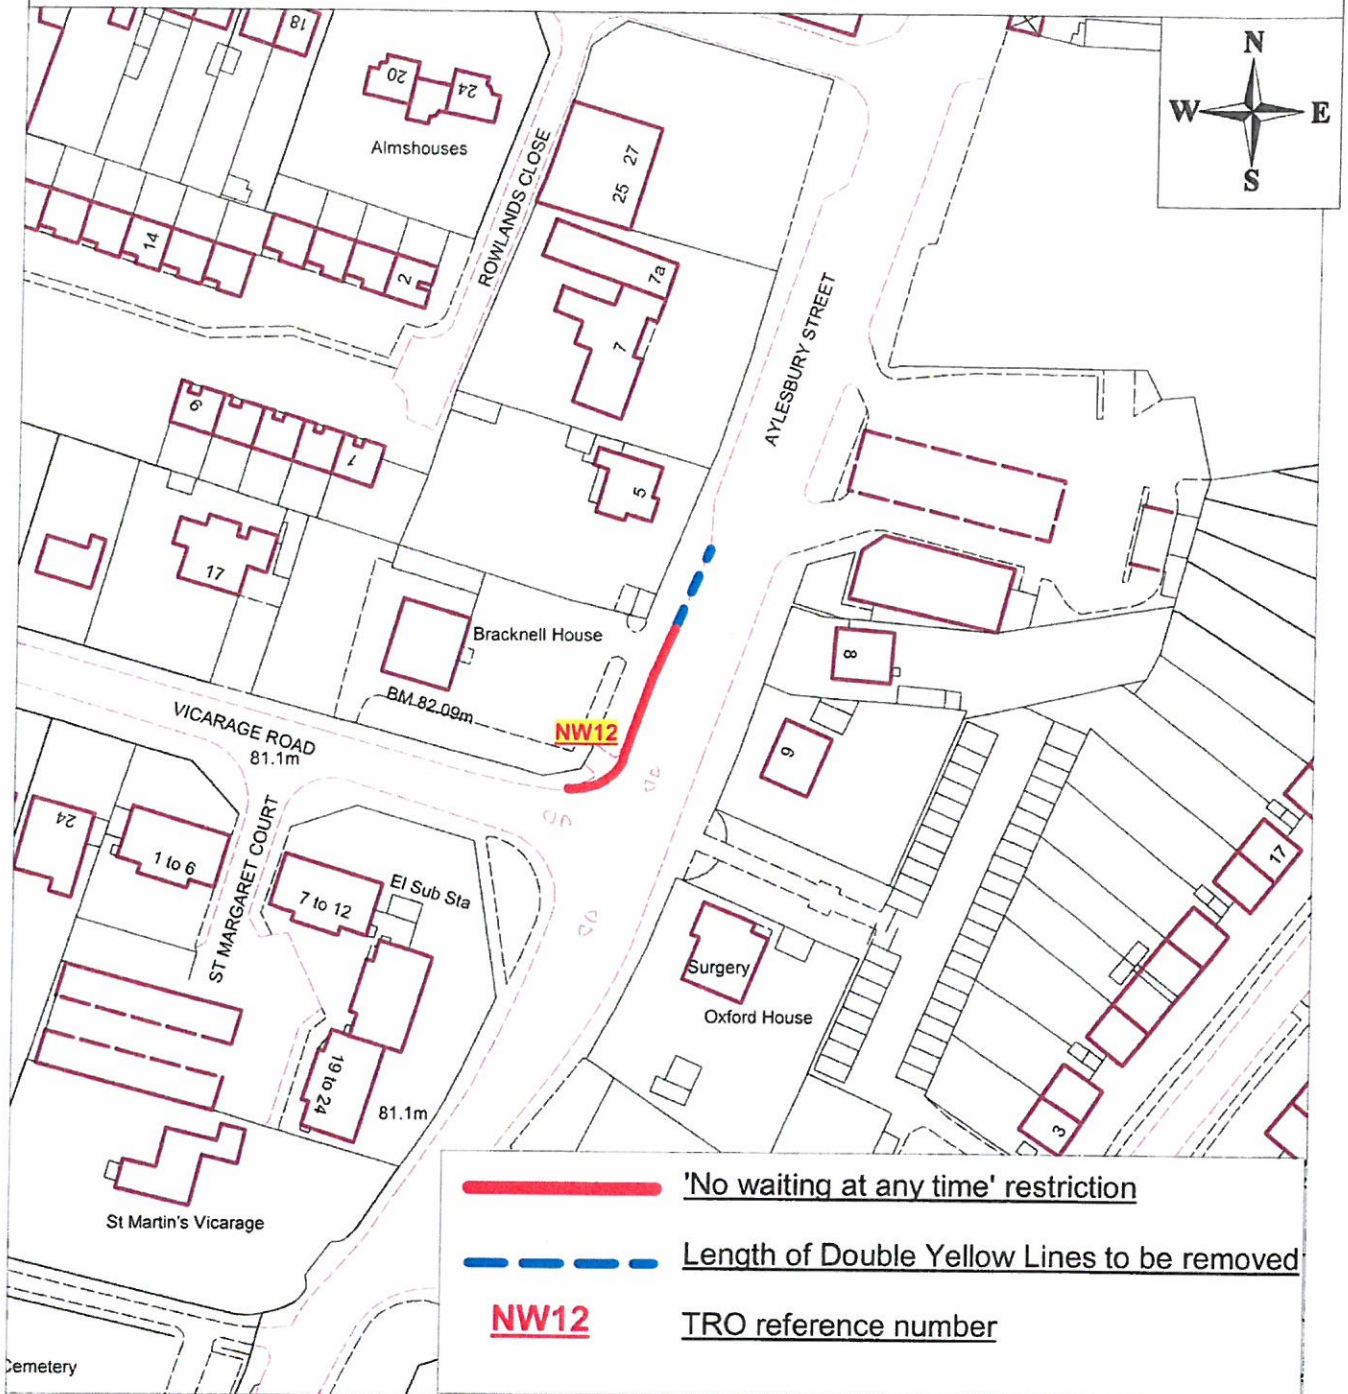 18
N
W E
S
20
24
Almshouses
ROWLANDS CLOSE
27
25
14
2
7a
7
AYLESBURY STREET
9
1
5
17
Bracknell House
8
BM 82.09m
VICARAGE ROAD
81.1m
NW12
9
24
1 to 6
ST MARGARET COURT
7 to 12
El Sub Sta
17
Surgery
Oxford House
19 to 24
81.1m
3
St Martin's Vicarage
'No waiting at any time' restriction
Length of Double Yellow Lines to be removed
NW12 TRO reference number
Cemetery